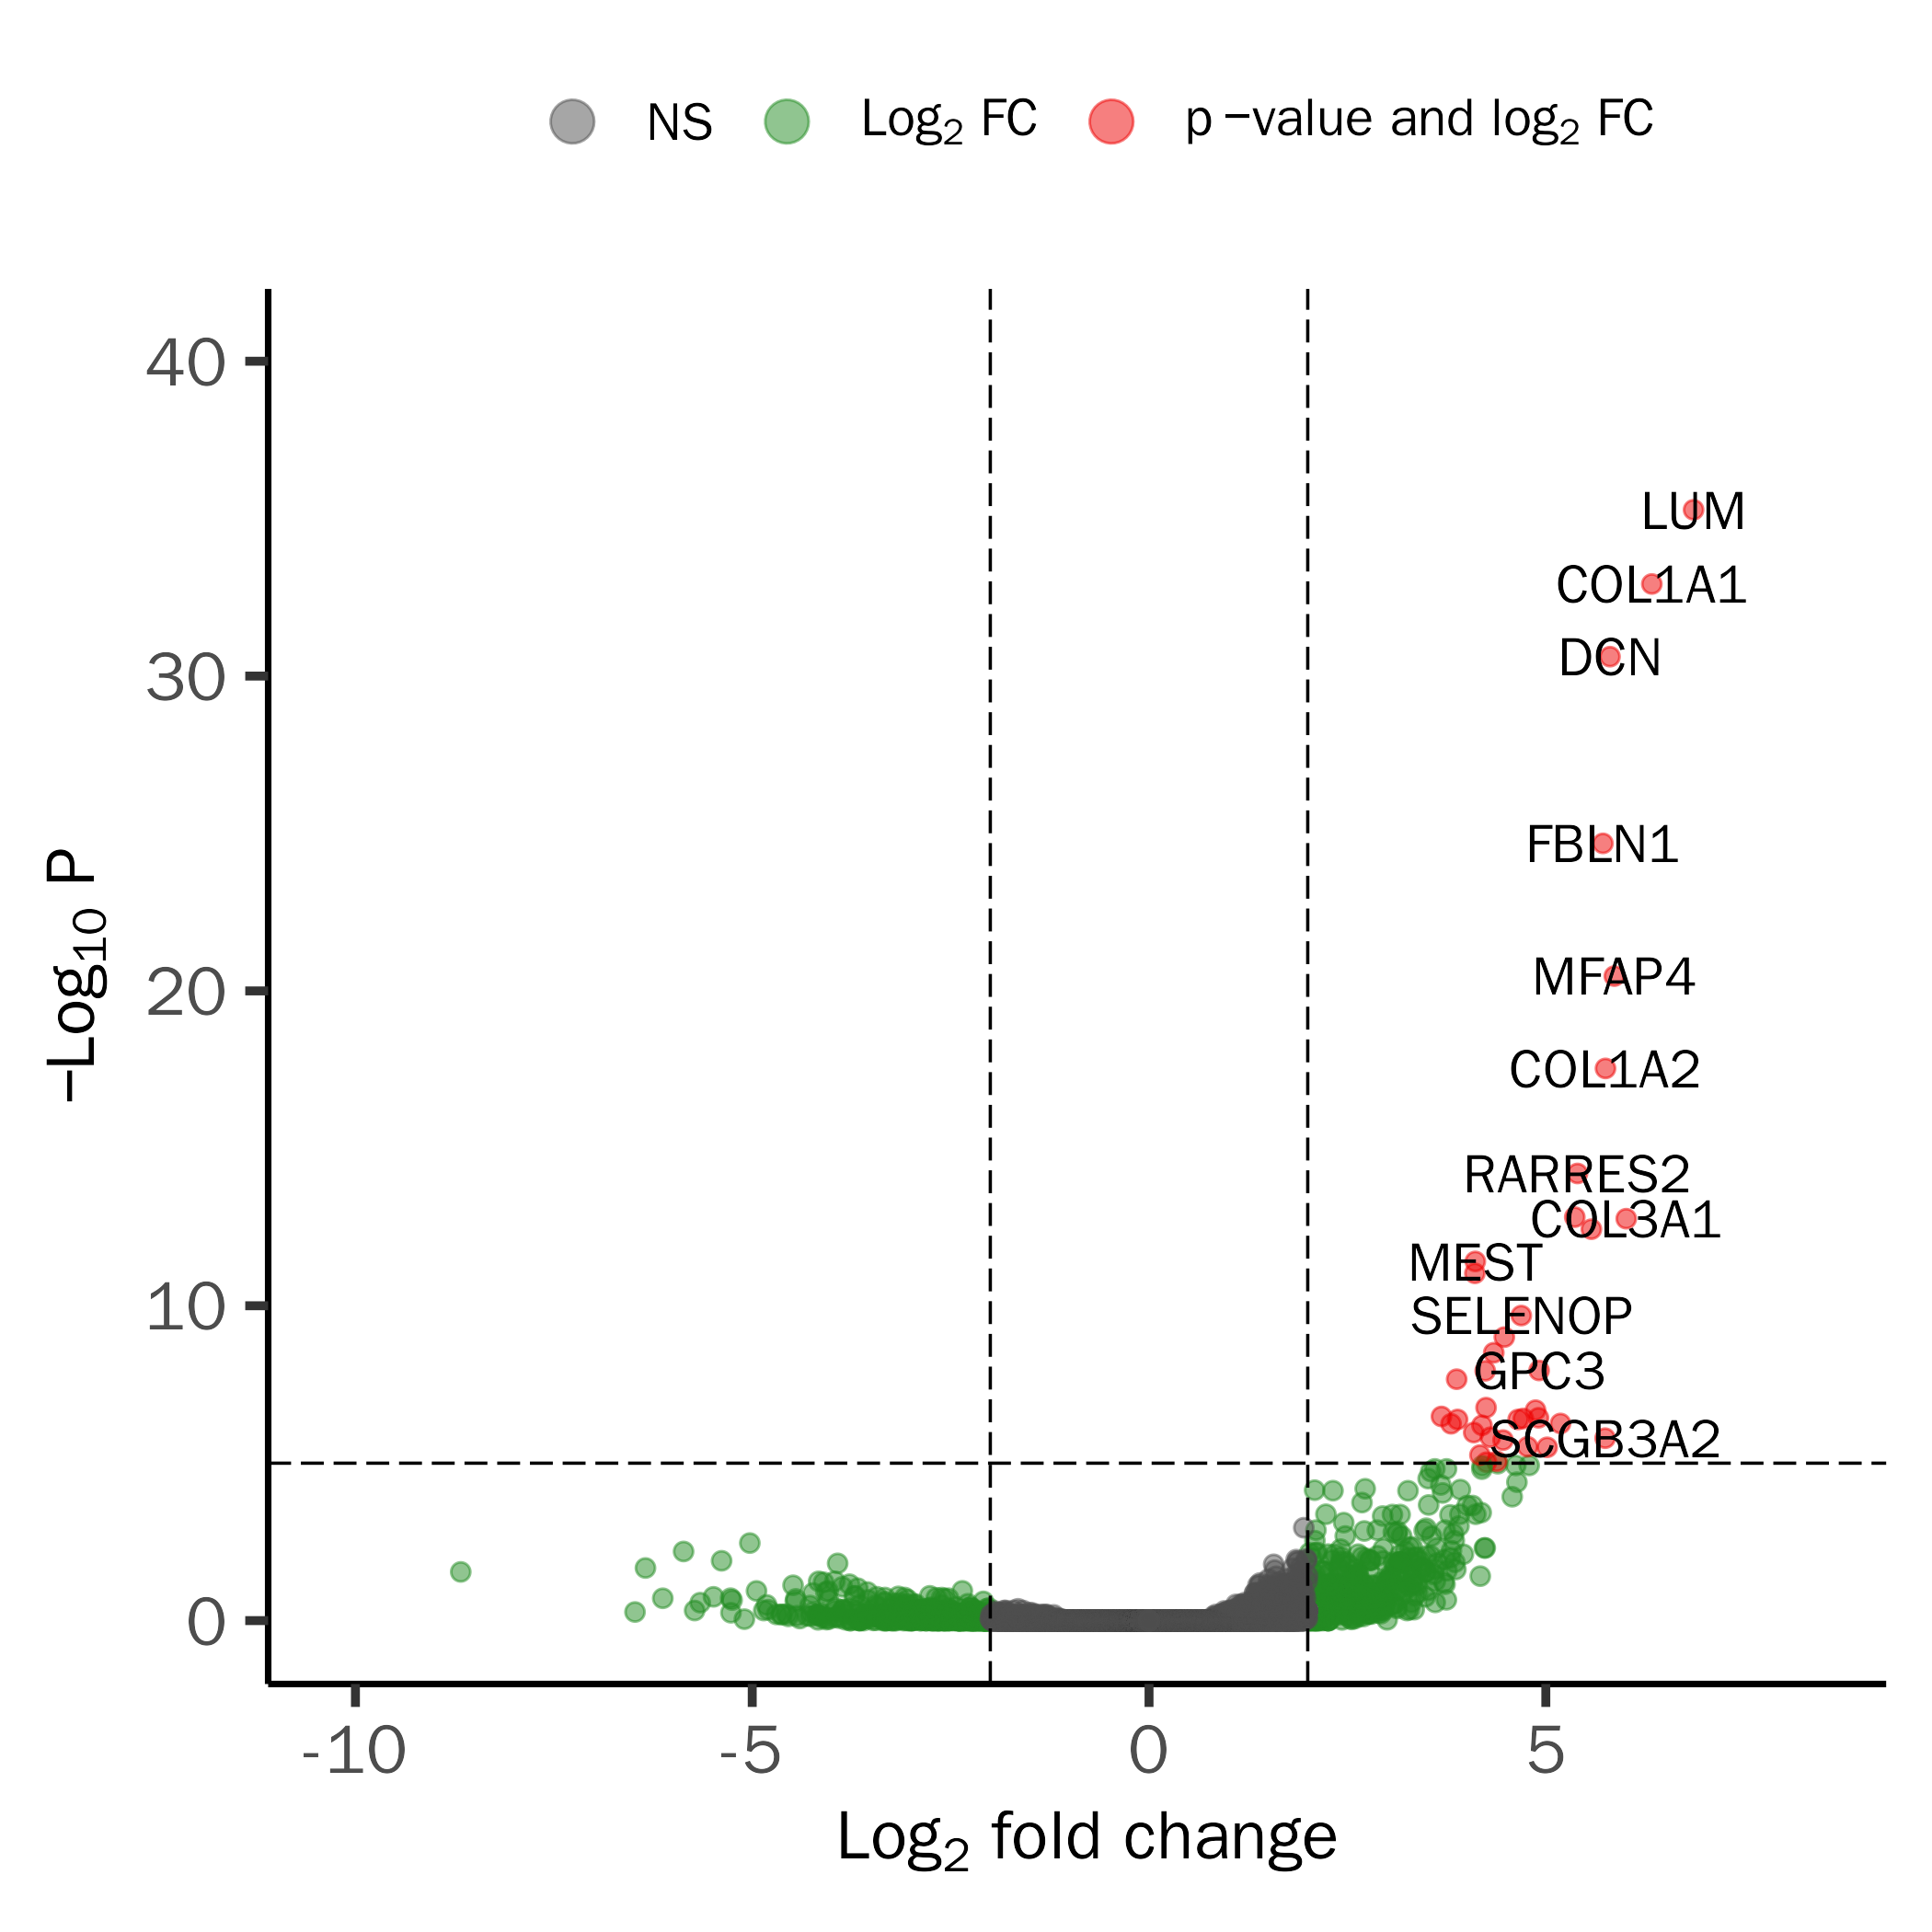 NS Log2 FC p −value and log2 FC
40
30
20
10
0
−Log10 P
LUM
COL1A1
DCN
FBLN1
MFAP4
COL1A2
RARRES2
COL3A1
MEST
SELENOP
GPC3
SCGB3A2
-10 -5 0 5
Log2 fold change